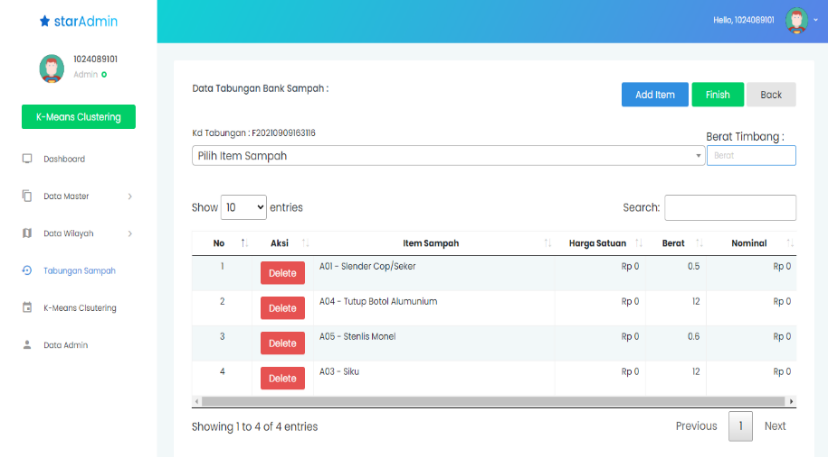 starAdmin
Hello, 1024089101
1024089101
Admin
K-Means Clustering
Dashboard
Data Master
Data Wilayah
Tabungan Sampah
K-Means Clsutering
Data Admin
Data Tabungan Bank Sampah :
Add Item Finish Back
Kd Tabungan : F20210909163116
Berat Timbang :
Pilih Item Sampah
Berat
Show 10 entries
Search:
No Aksi Item Sampah Harga Satuan Berat Nominal
1 Delete A01 - Slender Cop/Seker Rp 0 0.5 Rp 0
2 Delete A04 - Tutup Botol Alumunium Rp 0 12 Rp 0
3 Delete A05 - Stenlis Monel Rp 0 0.6 Rp 0
4 Delete A03 - Siku Rp 0 12 Rp 0
Showing 1 to 4 of 4 entries
Previous 1 Next